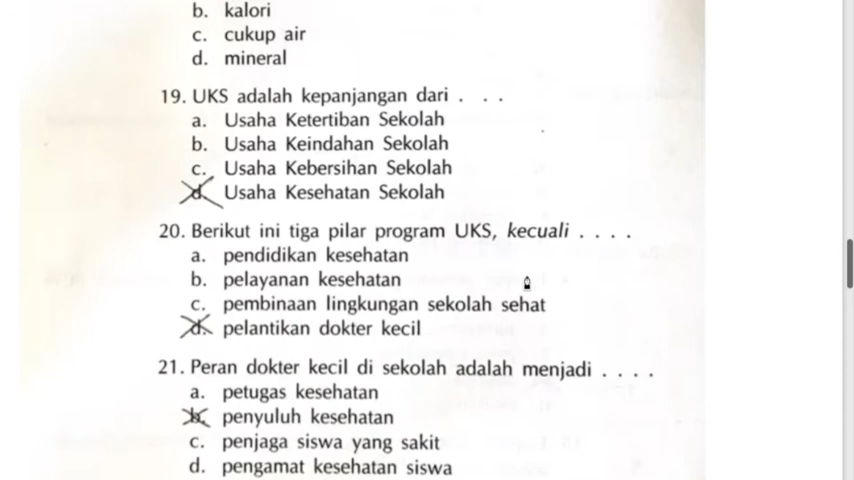 b. kalori
c. cukup air
d. mineral
19. UKS adalah kepanjangan dari . . .
a. Usaha Ketertiban Sekolah
b. Usaha Keindahan Sekolah
c. Usaha Kebersihan Sekolah
d. Usaha Kesehatan Sekolah
20. Berikut ini tiga pilar program UKS, kecuali . . . .
a. pendidikan kesehatan
b. pelayanan kesehatan
c. pembinaan lingkungan sekolah sehat
d. pelantikan dokter kecil
21. Peran dokter kecil di sekolah adalah menjadi . . . .
a. petugas kesehatan
b. penyuluh kesehatan
c. penjaga siswa yang sakit
d. pengamat kesehatan siswa